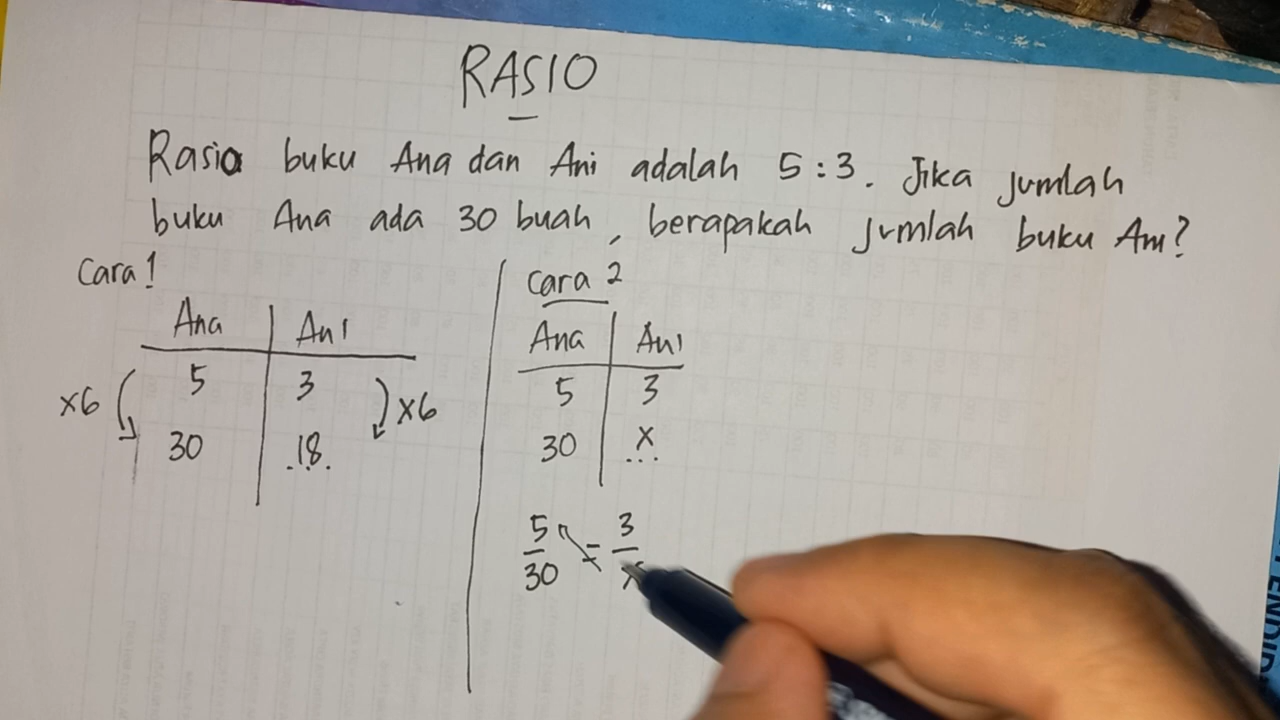 RASIO
Rasio buku Ana dan Ani adalah 5 : 3. Jika jumlah
buku Ana ada 30 buah, berapakah jumlah buku Ani?
Cara 1
Ana Ani
5 3
x6 x6
30 18
Cara 2
Ana Ani
5 3
30 x
5/30 = 3/x